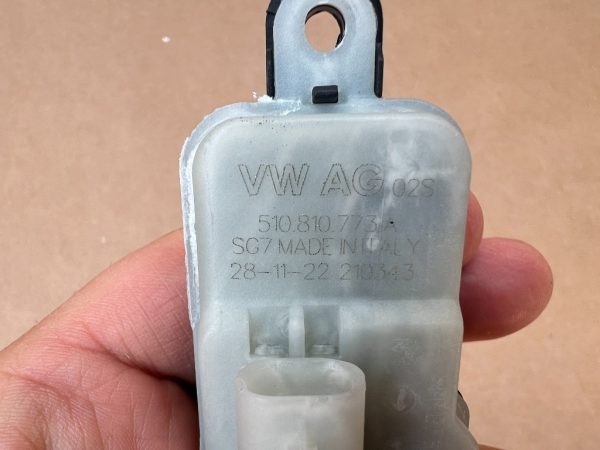 VW AG 02S
510.810.773.A
SG7 MADE IN ITALY
28-11-22 210343